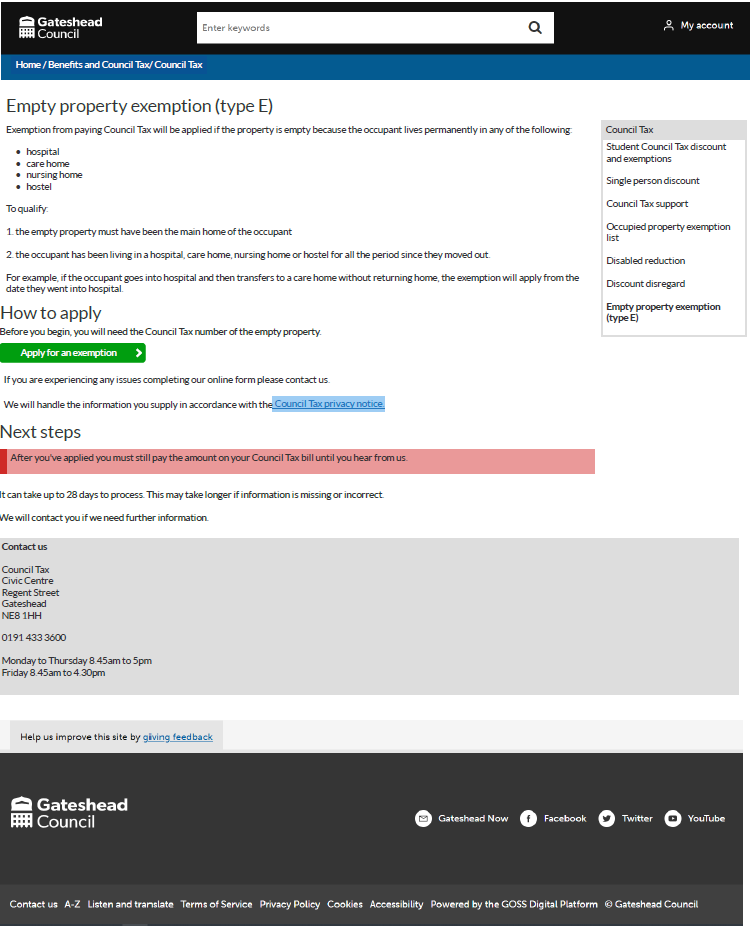 Gateshead
Council
Enter keywords
My account
Home / Benefits and Council Tax/ Council Tax
Empty property exemption (type E)
Exemption from paying Council Tax will be applied if the property is empty because the occupant lives permanently in any of the following:
hospital
care home
nursing home
hostel
To qualify:
1. the empty property must have been the main home of the occupant
2. the occupant has been living in a hospital, care home, nursing home or hostel for all the period since they moved out.
For example, if the occupant goes into hospital and then transfers to a care home without returning home, the exemption will apply from the
date they went into hospital.
Council Tax
Student Council Tax discount
and exemptions
Single person discount
Council Tax support
Occupied property exemption
list
Disabled reduction
Discount disregard
Empty property exemption
(type E)
How to apply
Before you begin, you will need the Council Tax number of the empty property.
Apply for an exemption
If you are experiencing any issues completing our online form please contact us.
We will handle the information you supply in accordance with the Council Tax privacy notice.
Next steps
After you've applied you must still pay the amount on your Council Tax bill until you hear from us.
It can take up to 28 days to process. This may take longer if information is missing or incorrect.
We will contact you if we need further information.
Contact us
Council Tax
Civic Centre
Regent Street
Gateshead
NE8 1HH
0191 433 3600
Monday to Thursday 8.45am to 5pm
Friday 8.45am to 4.30pm
Help us improve this site by giving feedback
Gateshead
Council
Gateshead Now Facebook Twitter YouTube
Contact us A-Z Listen and translate Terms of Service Privacy Policy Cookies Accessibility Powered by the GOSS Digital Platform © Gateshead Council